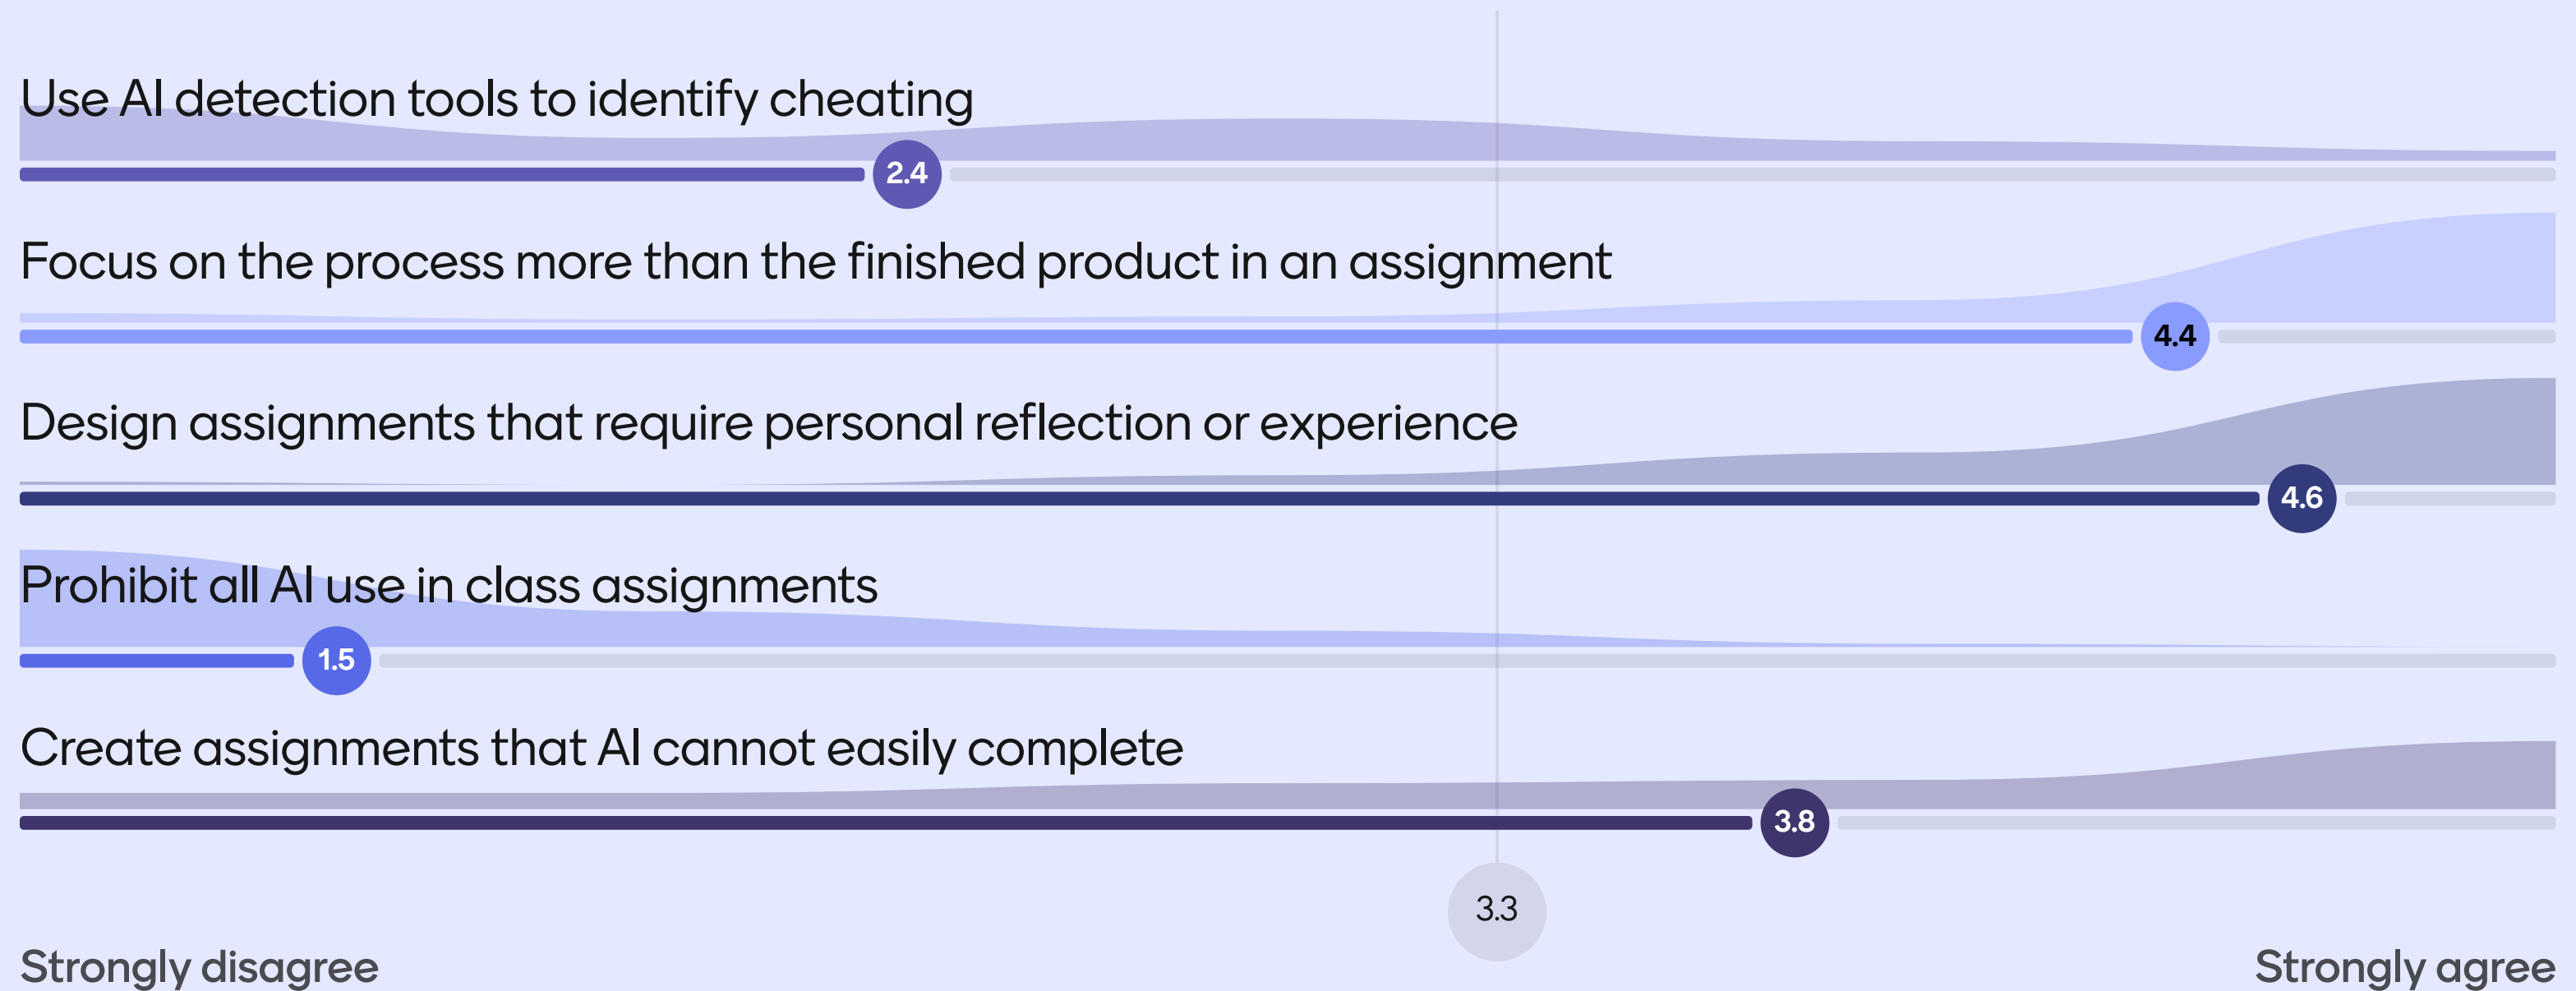 Use AI detection tools to identify cheating
2.4
Focus on the process more than the finished product in an assignment
4.4
Design assignments that require personal reflection or experience
4.6
Prohibit all AI use in class assignments
1.5
Create assignments that AI cannot easily complete
3.8
3.3
Strongly disagree
Strongly agree